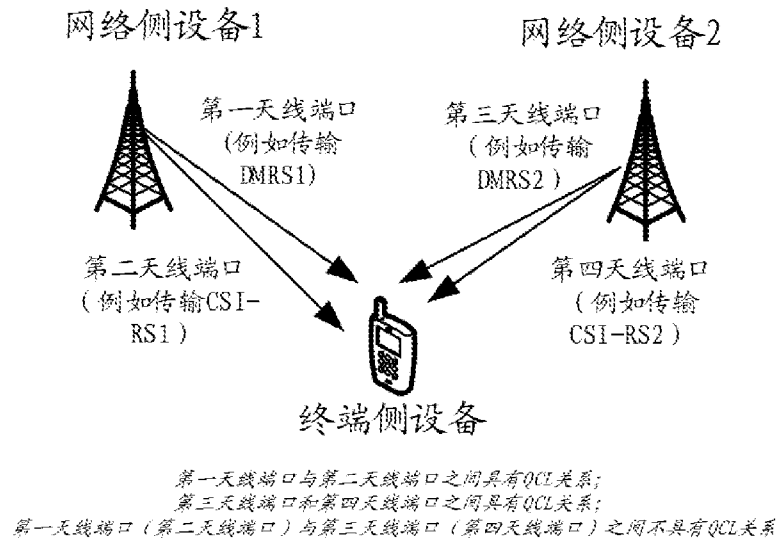 网络侧设备1
网络侧设备2
第一天线端口
(例如传输
DMRS1)
第三天线端口
(例如传输
DMRS2)
第二天线端口
(例如传输CSI-
RS1)
第四天线端口
(例如传输
CSI-RS2)
终端侧设备
第一天线端口与第二天线端口之间具有QCL关系;
第三天线端口和第四天线端口之间具有QCL关系;
第一天线端口(第二天线端口)与第三天线端口(第四天线端口)之间不具有QCL关系